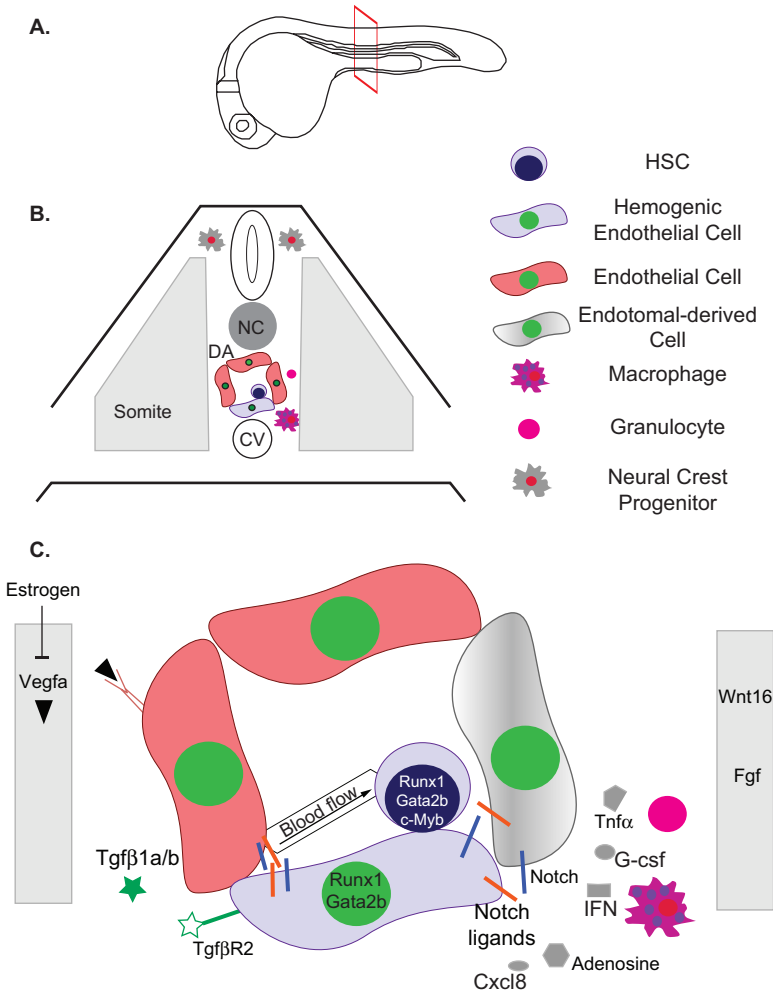 A.
HSC
Hemogenic
Endothelial Cell
Endothelial Cell
Endotomal-derived
Cell
Macrophage
Granulocyte
Neural Crest
Progenitor
B.
NC
DA
Somite
CV
C.
Estrogen
Vegfa
Wnt16
Fgf
Runx1
Gata2b
c-Myb
Blood flow
Tnfα
G-csf
IFN
Tgfβ1a/b
Runx1
Gata2b
Notch
Notch
ligands
TgfβR2
Adenosine
Cxcl8